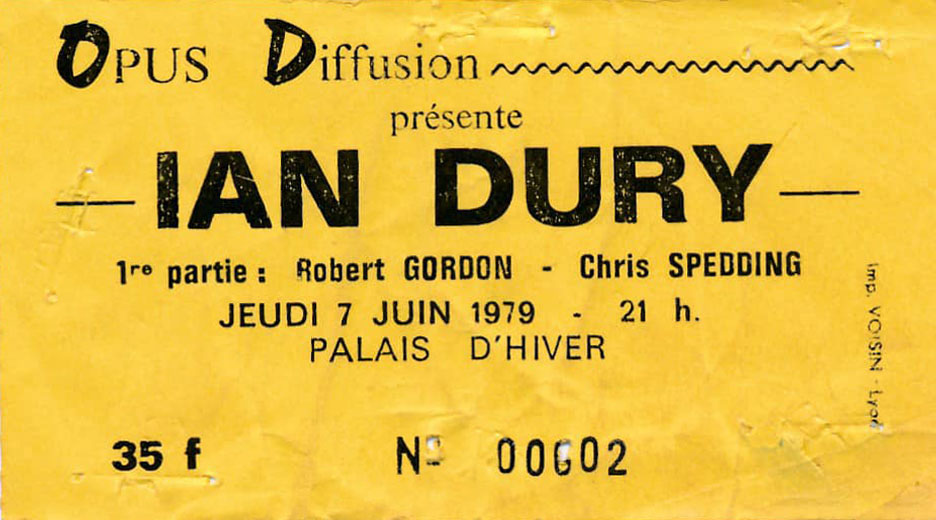 OPUS Diffusion
présente
IAN DURY
1re partie : Robert GORDON - Chris SPEDDING
JEUDI 7 JUIN 1979 - 21 h.
PALAIS D'HIVER
35 f Nº 00602
Imp. VOISIN - Lyon